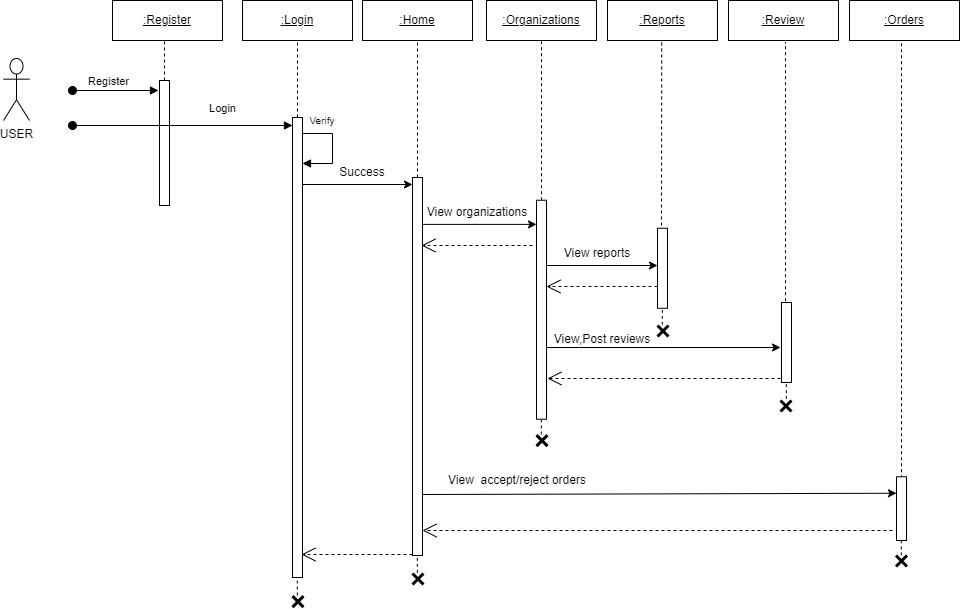 :Register
:Login
:Home
:Organizations
:Reports
:Review
:Orders
Register
USER
Login
Verify
Success
View organizations
View reports
View,Post reviews
View accept/reject orders